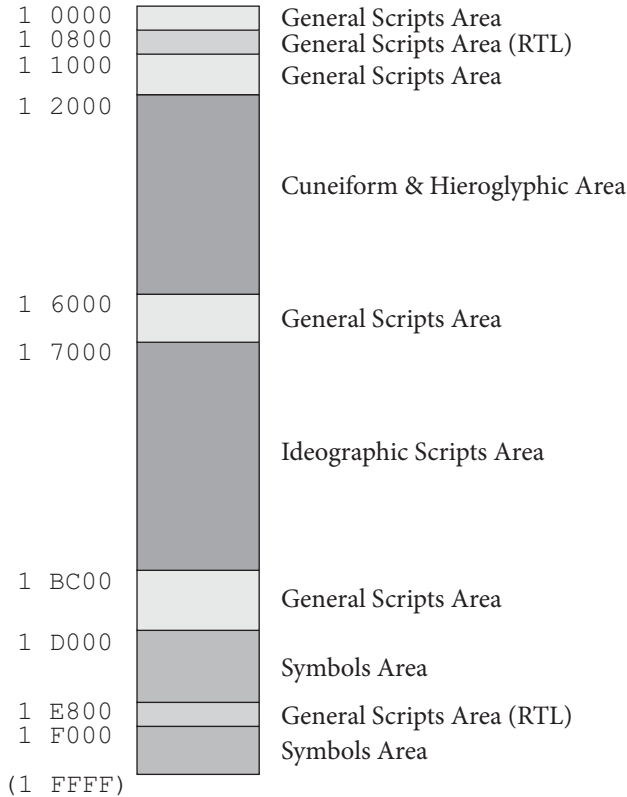 1 0000 General Scripts Area
1 0800 General Scripts Area (RTL)
1 1000 General Scripts Area
1 2000
Cuneiform & Hieroglyphic Area
1 6000 General Scripts Area
1 7000
Ideographic Scripts Area
1 BC00 General Scripts Area
1 D000
Symbols Area
1 E800 General Scripts Area (RTL)
1 F000 Symbols Area
(1 FFFF)